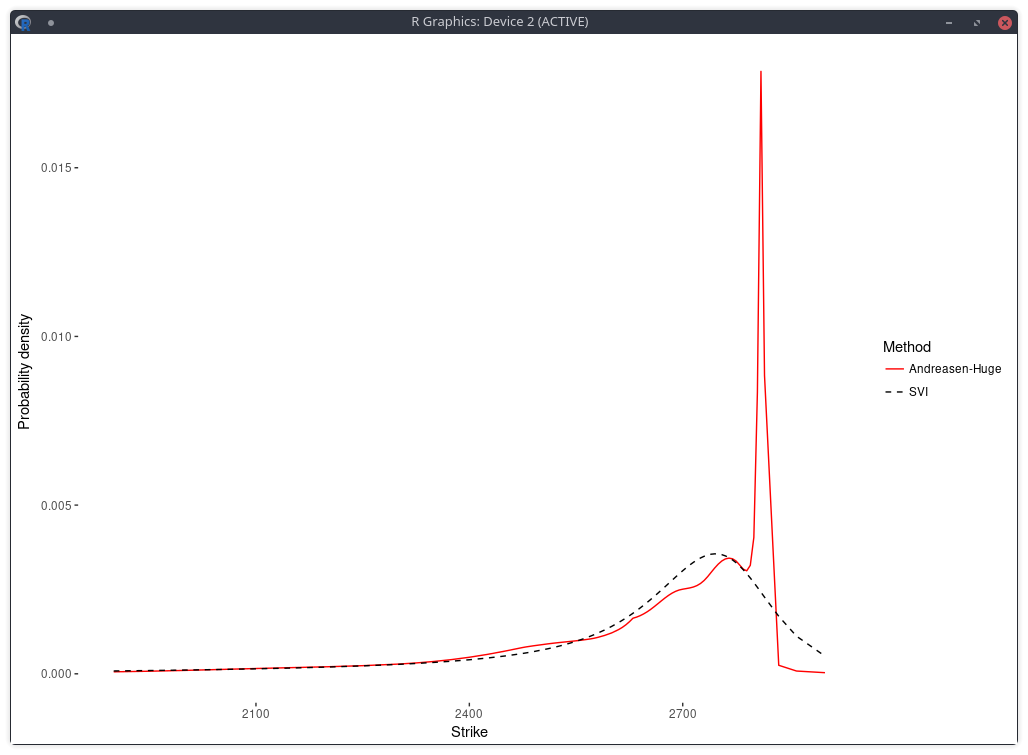 R Graphics: Device 2 (ACTIVE)
0.015
0.010
0.005
0.000
Probability density
2100 2400 2700
Strike
Method
Andreasen-Huge
SVI